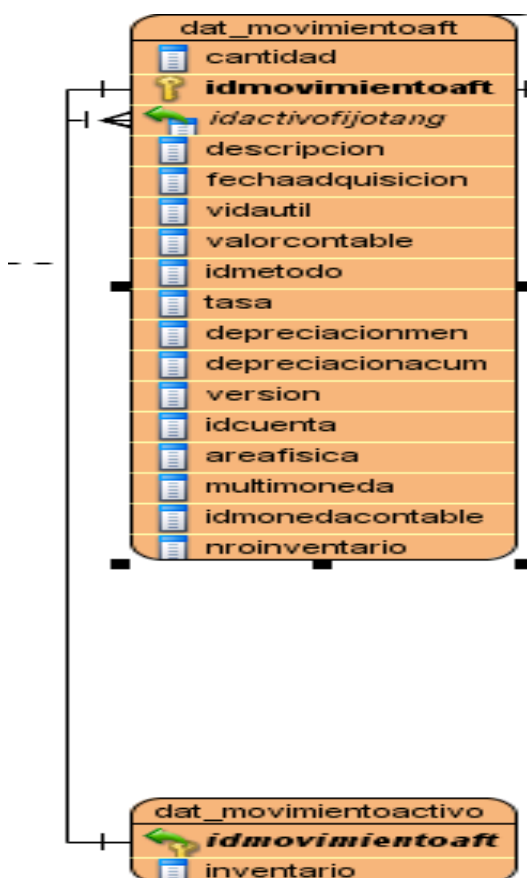 dat_movimientoaft
cantidad
idmovimientoaft
idactivofijotang
descripcion
fechaadquisicion
vidautil
valorcontable
idmetodo
tasa
depreciacionmen
depreciacionacum
version
idcuenta
areafisica
multimoneda
idmonedacontable
nroinventario
dat_movimientoactivo
idmovimientoaft
inventario